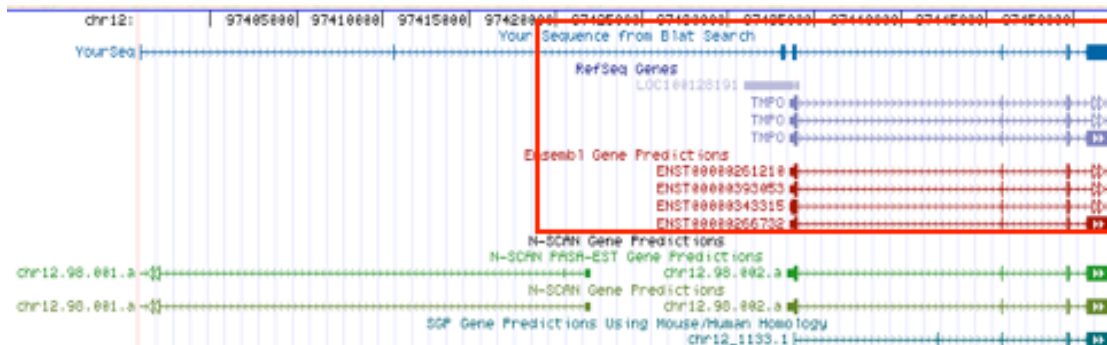 chr12: | 97405000| 97410000| 97415000| 97420000| 97425000| 97430000| 97435000| 97440000| 97445000| 97450000|
Your Sequence from Blat Search
YourSeq
RefSeq Genes
LOC100128191
TMPO
TMPO
TMPO
Ensembl Gene Predictions
ENST00000261210
ENST00000393053
ENST00000343315
ENST00000266732
N-SCAN Gene Predictions
N-SCAN PASA-EST Gene Predictions
chr12.98.001.a chr12.98.002.a
N-SCAN Gene Predictions
chr12.98.001.a chr12.98.002.a
SGP Gene Predictions Using Mouse/Human Homology
chr12_1133.1